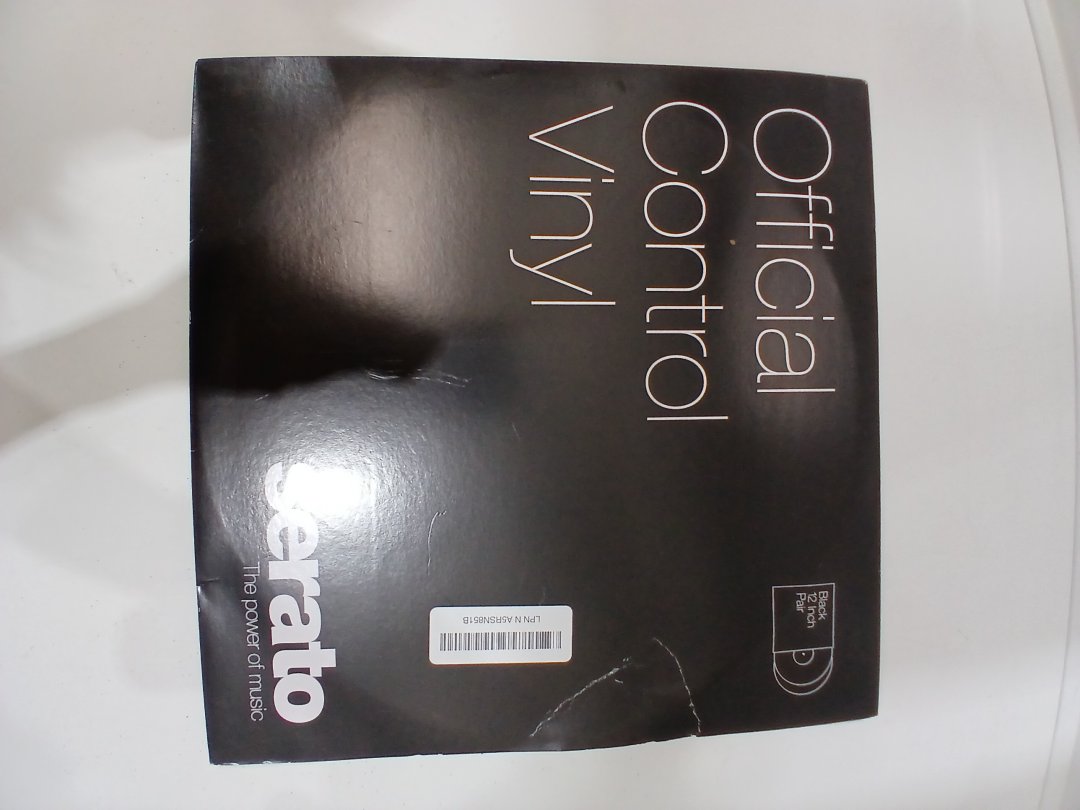 Official
Control
Vinyl
Black
12 Inch
Pair
serato
The power of music
LPN N A5RSN851B